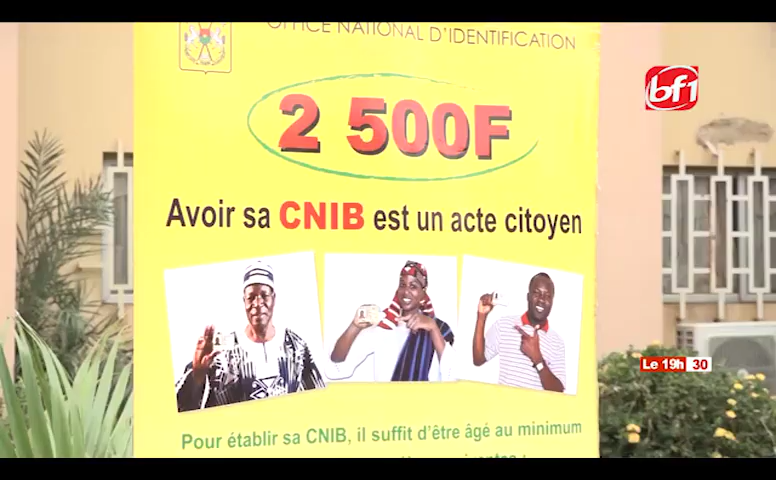 OFFICE NATIONAL D'IDENTIFICATION
2 500F
bf1
Avoir sa CNIB est un acte citoyen
Le 19h 30
Pour établir sa CNIB, il suffit d'être âgé au minimum